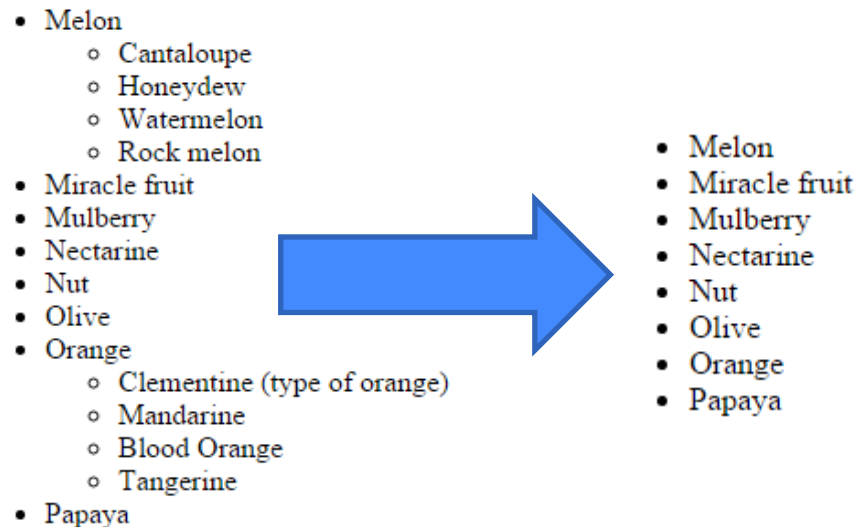 Melon
Cantaloupe
Honeydew
Watermelon
Rock melon
Miracle fruit
Mulberry
Nectarine
Nut
Olive
Orange
Clementine (type of orange)
Mandarine
Blood Orange
Tangerine
Papaya
Melon
Miracle fruit
Mulberry
Nectarine
Nut
Olive
Orange
Papaya